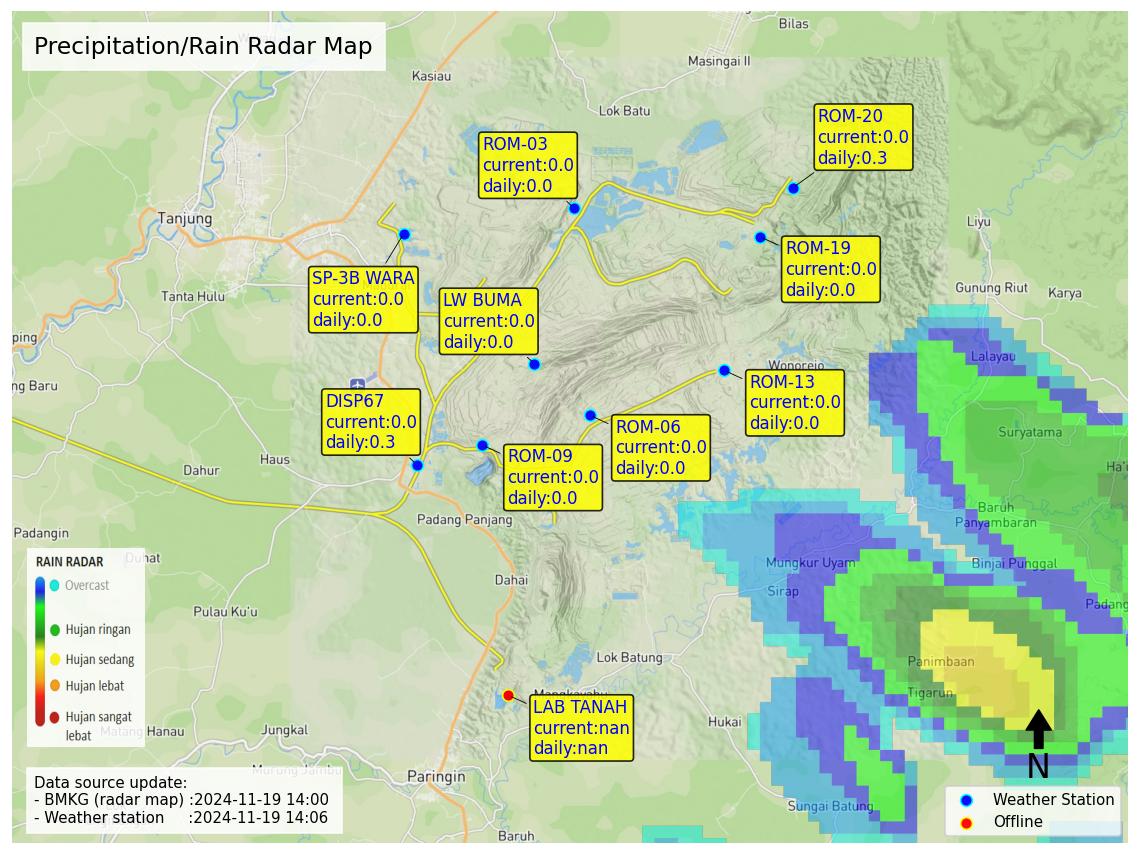 Precipitation/Rain Radar Map
Bilas
Masingai II
Kasiau
Lok Batu
ROM-20
current:0.0
daily:0.3
ROM-03
current:0.0
daily:0.0
Tanjung
Liyu
ROM-19
current:0.0
daily:0.0
SP-3B WARA
current:0.0
daily:0.0
Tanta Hulu
Gunung Riut
Karya
LW BUMA
current:0.0
daily:0.0
ping
Lalayau
Wonorejo
ng Baru
ROM-13
current:0.0
daily:0.0
DISP67
current:0.0
daily:0.3
ROM-06
current:0.0
daily:0.0
Suryatama
Haus
Dahur
ROM-09
current:0.0
daily:0.0
Ha'u
Baruh
Panyambaran
Padang Panjang
Padangin
Duhat
Mungkur Uyam
Binjai Punggal
Sirap
Dahai
Padang
RAIN RADAR
Overcast
Hujan ringan
Hujan sedang
Hujan lebat
Hujan sangat
lebat
Pulau Ku'u
Lok Batung
Panimbaan
Tigarun
Mangkayahu
LAB TANAH
current:nan
daily:nan
Hukai
Matang Hanau
Jungkal
Murung Jambu
Paringin
N
Sungai Batung
Baruh
Data source update:
- BMKG (radar map) :2024-11-19 14:00
- Weather station :2024-11-19 14:06
Weather Station
Offline